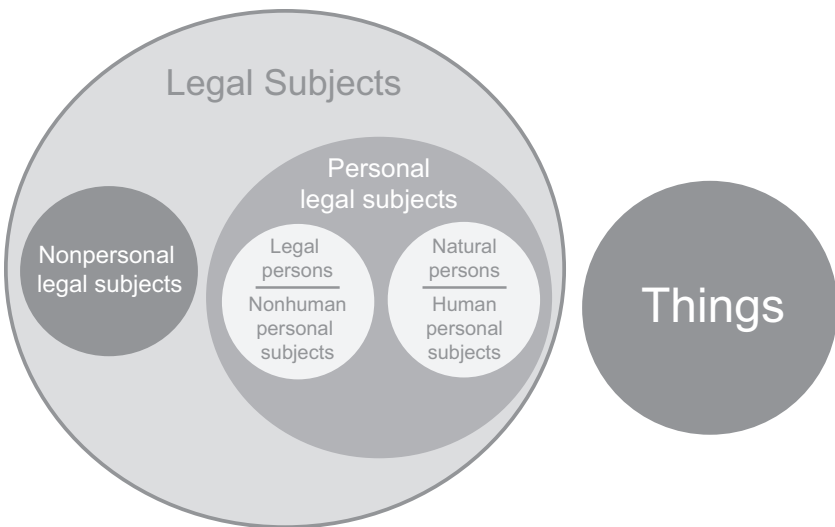 Legal Subjects
Personal
legal subjects
Nonpersonal
legal subjects
Legal
persons
Nonhuman
personal
subjects
Natural
persons
Human
personal
subjects
Things